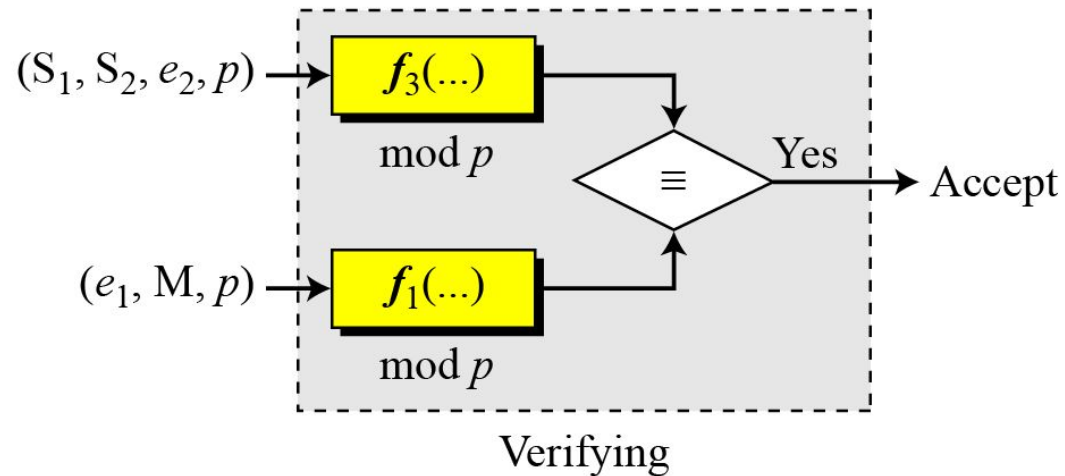 (S₁, S₂, e₂, p)
f₃(...)
mod p
Yes
≡
Accept
(e₁, M, p)
f₁(...)
mod p
Verifying